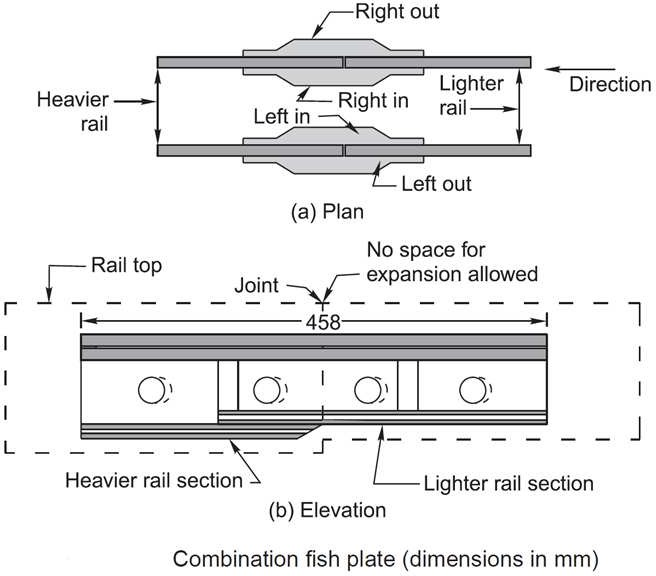 Right out
Heavier
rail
Lighter
rail
Direction
Right in
Left in
Left out
(a) Plan
Rail top
No space for
expansion allowed
Joint
458
Heavier rail section
Lighter rail section
(b) Elevation
Combination fish plate (dimensions in mm)